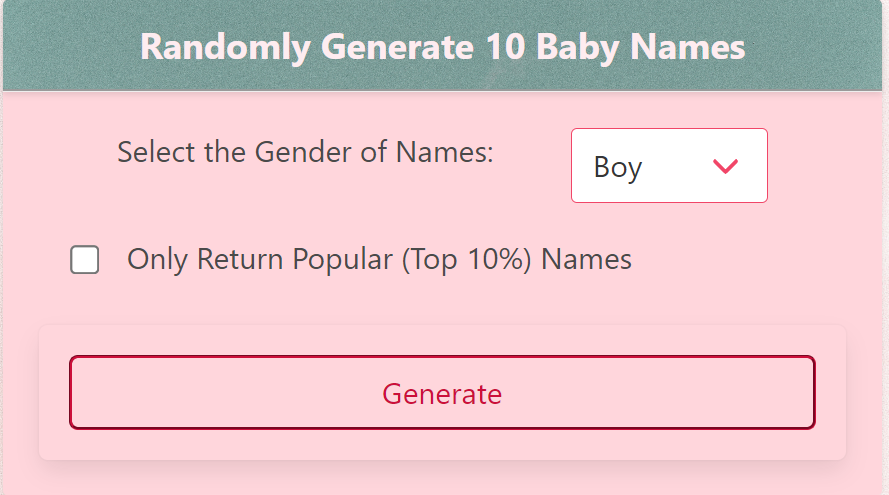 Randomly Generate 10 Baby Names
Select the Gender of Names:
Boy
Only Return Popular (Top 10%) Names
Generate